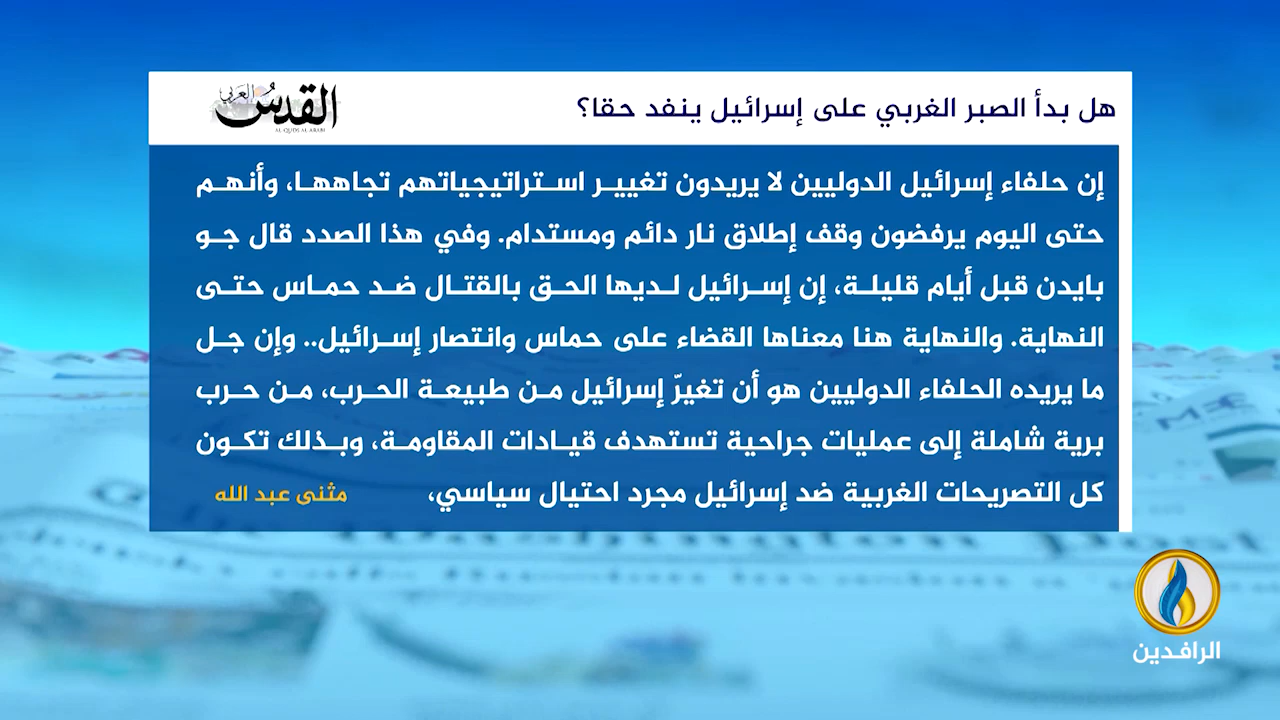 هل بدأ الصبر الغربي على إسرائيل ينفد حقا؟
القدس العربي
AL-QUDS AL-ARABI
إن حلفاء إسرائيل الدوليين لا يريدون تغيير استراتيجياتهم تجاهها، وأنهم
حتى اليوم يرفضون وقف إطلاق نار دائم ومستدام. وفي هذا الصدد قال جو
بايدن قبل أيام قليلة، إن إسرائيل لديها الحق بالقتال ضد حماس حتى
النهاية. والنهاية هنا معناها القضاء على حماس وانتصار إسرائيل.. وإن جل
ما يريده الحلفاء الدوليين هو أن تغيرّ إسرائيل من طبيعة الحرب، من حرب
برية شاملة إلى عمليات جراحية تستهدف قيادات المقاومة، وبذلك تكون
كل التصريحات الغربية ضد إسرائيل مجرد احتيال سياسي،
مثنى عبد الله
الرافدين